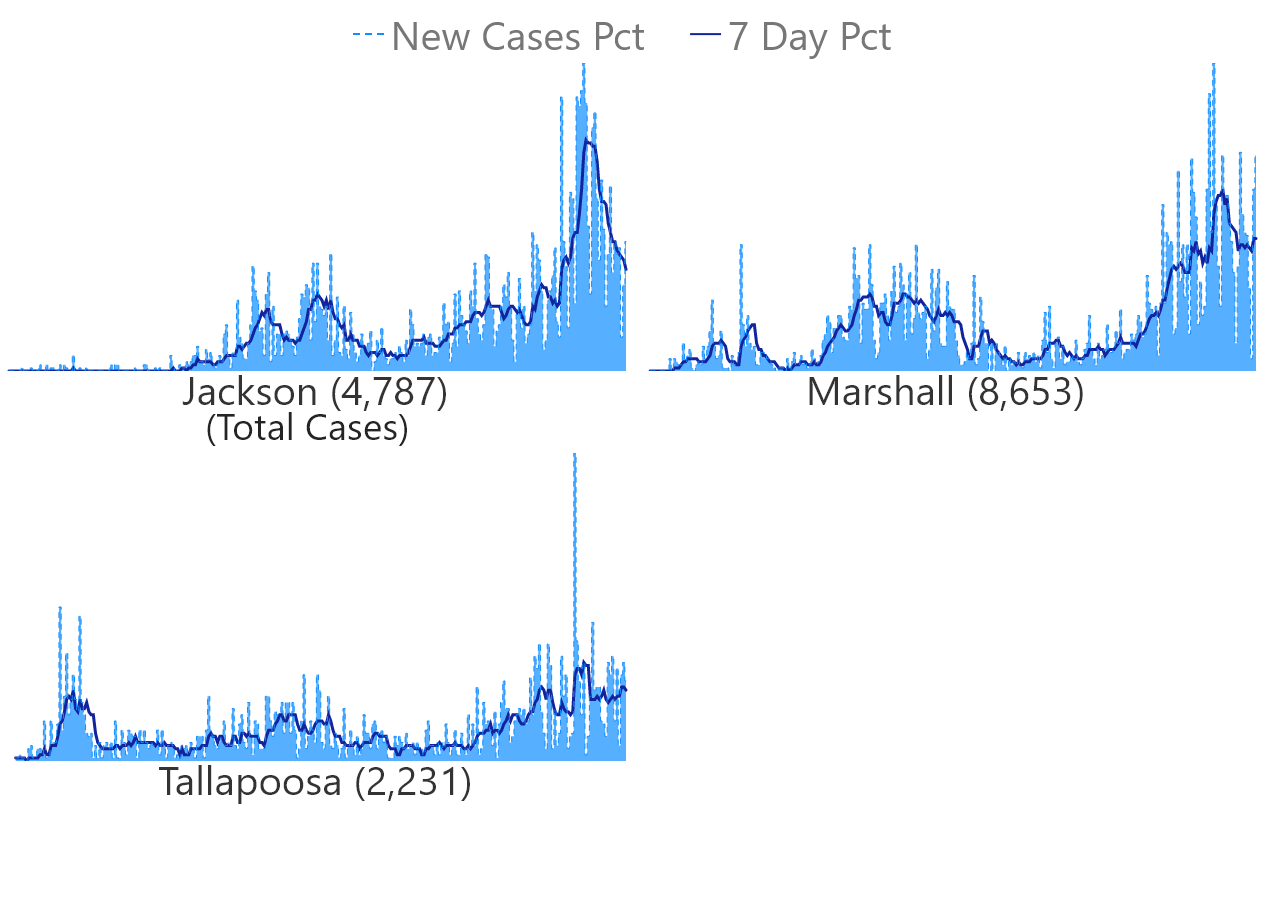 New Cases Pct 7 Day Pct
Jackson (4,787)
(Total Cases)
Marshall (8,653)
Tallapoosa (2,231)